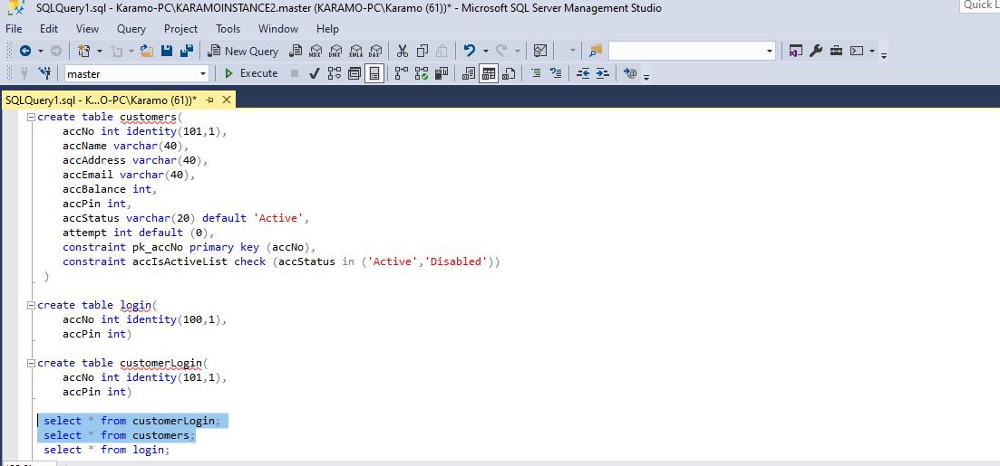 SQLQuery1.sql - Karamo-PC\KARAMOINSTANCE2.master (KARAMO-PC\Karamo (61))* - Microsoft SQL Server Management Studio
Quick L
File Edit View Query Project Tools Window Help
New Query MDX DMX XMLA DAX
master Execute
SQLQuery1.sql - K...O-PC\Karamo (61))*
create table customers(
accNo int identity(101,1),
accName varchar(40),
accAddress varchar(40),
accEmail varchar(40),
accBalance int,
accPin int,
accStatus varchar(20) default 'Active',
attempt int default (0),
constraint pk_accNo primary key (accNo),
constraint accIsActiveList check (accStatus in ('Active','Disabled'))
)
create table login(
accNo int identity(100,1),
accPin int)
create table customerLogin(
accNo int identity(101,1),
accPin int)
select * from customerLogin;
select * from customers;
select * from login;